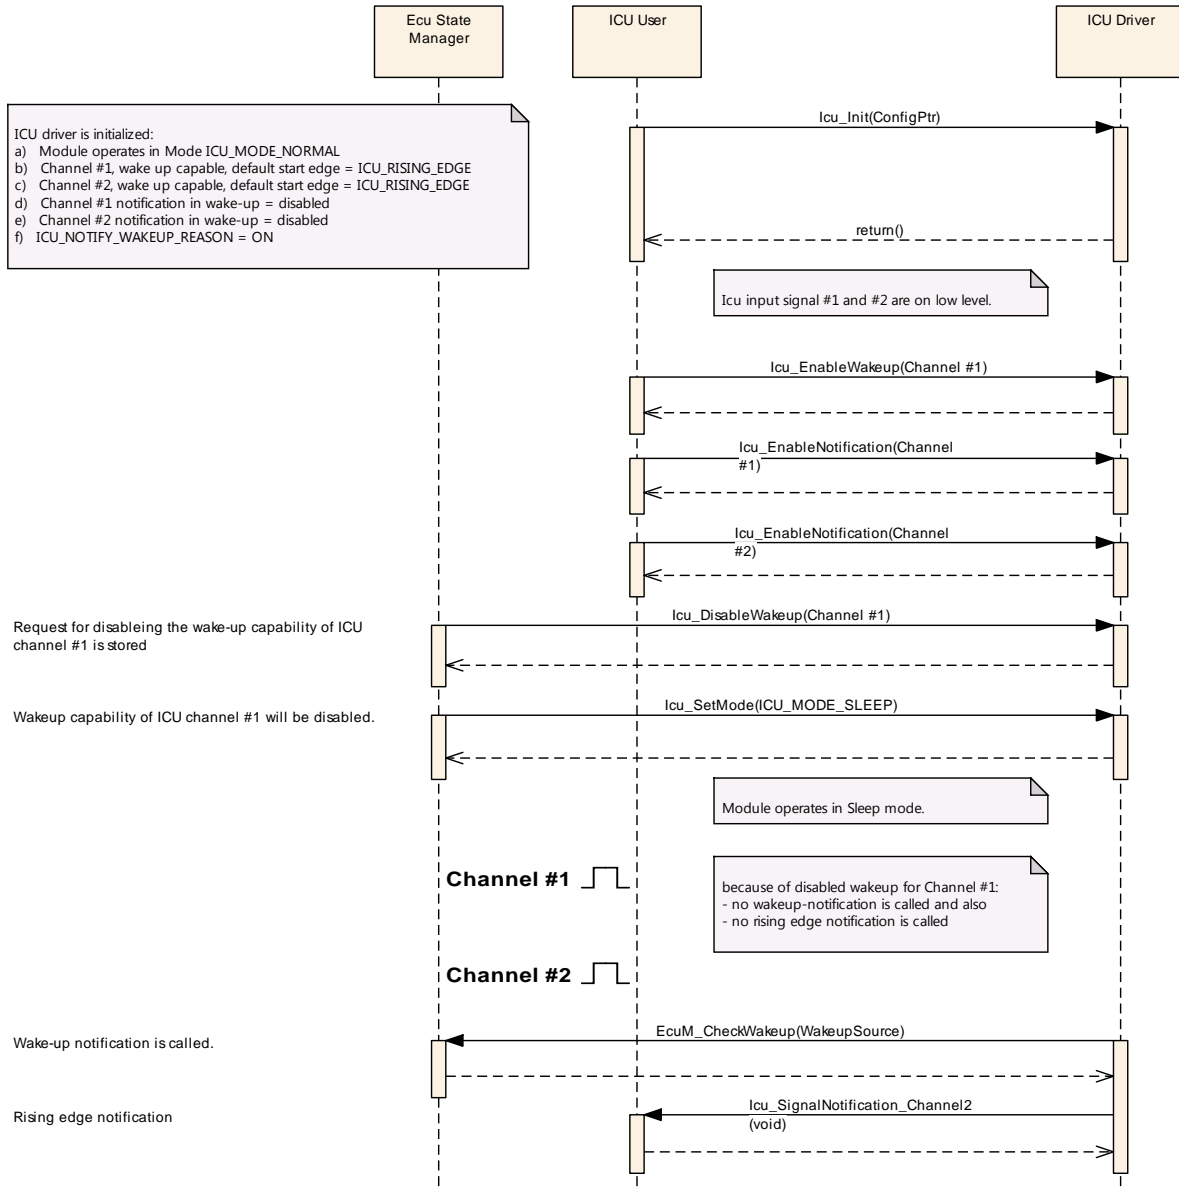 Ecu State
Manager
ICU User
ICU Driver
ICU driver is initialized:
a) Module operates in Mode ICU_MODE_NORMAL
b) Channel #1, wake up capable, default start edge = ICU_RISING_EDGE
c) Channel #2, wake up capable, default start edge = ICU_RISING_EDGE
d) Channel #1 notification in wake-up = disabled
e) Channel #2 notification in wake-up = disabled
f) ICU_NOTIFY_WAKEUP_REASON = ON
Icu_Init(ConfigPtr)
return()
Icu input signal #1 and #2 are on low level.
Icu_EnableWakeup(Channel #1)
Icu_EnableNotification(Channel
#1)
Icu_EnableNotification(Channel
#2)
Request for disableing the wake-up capability of ICU
channel #1 is stored
Icu_DisableWakeup(Channel #1)
Wakeup capability of ICU channel #1 will be disabled.
Icu_SetMode(ICU_MODE_SLEEP)
Module operates in Sleep mode.
Channel #1
because of disabled wakeup for Channel #1:
- no wakeup-notification is called and also
- no rising edge notification is called
Channel #2
Wake-up notification is called.
EcuM_CheckWakeup(WakeupSource)
Rising edge notification
Icu_SignalNotification_Channel2
(void)